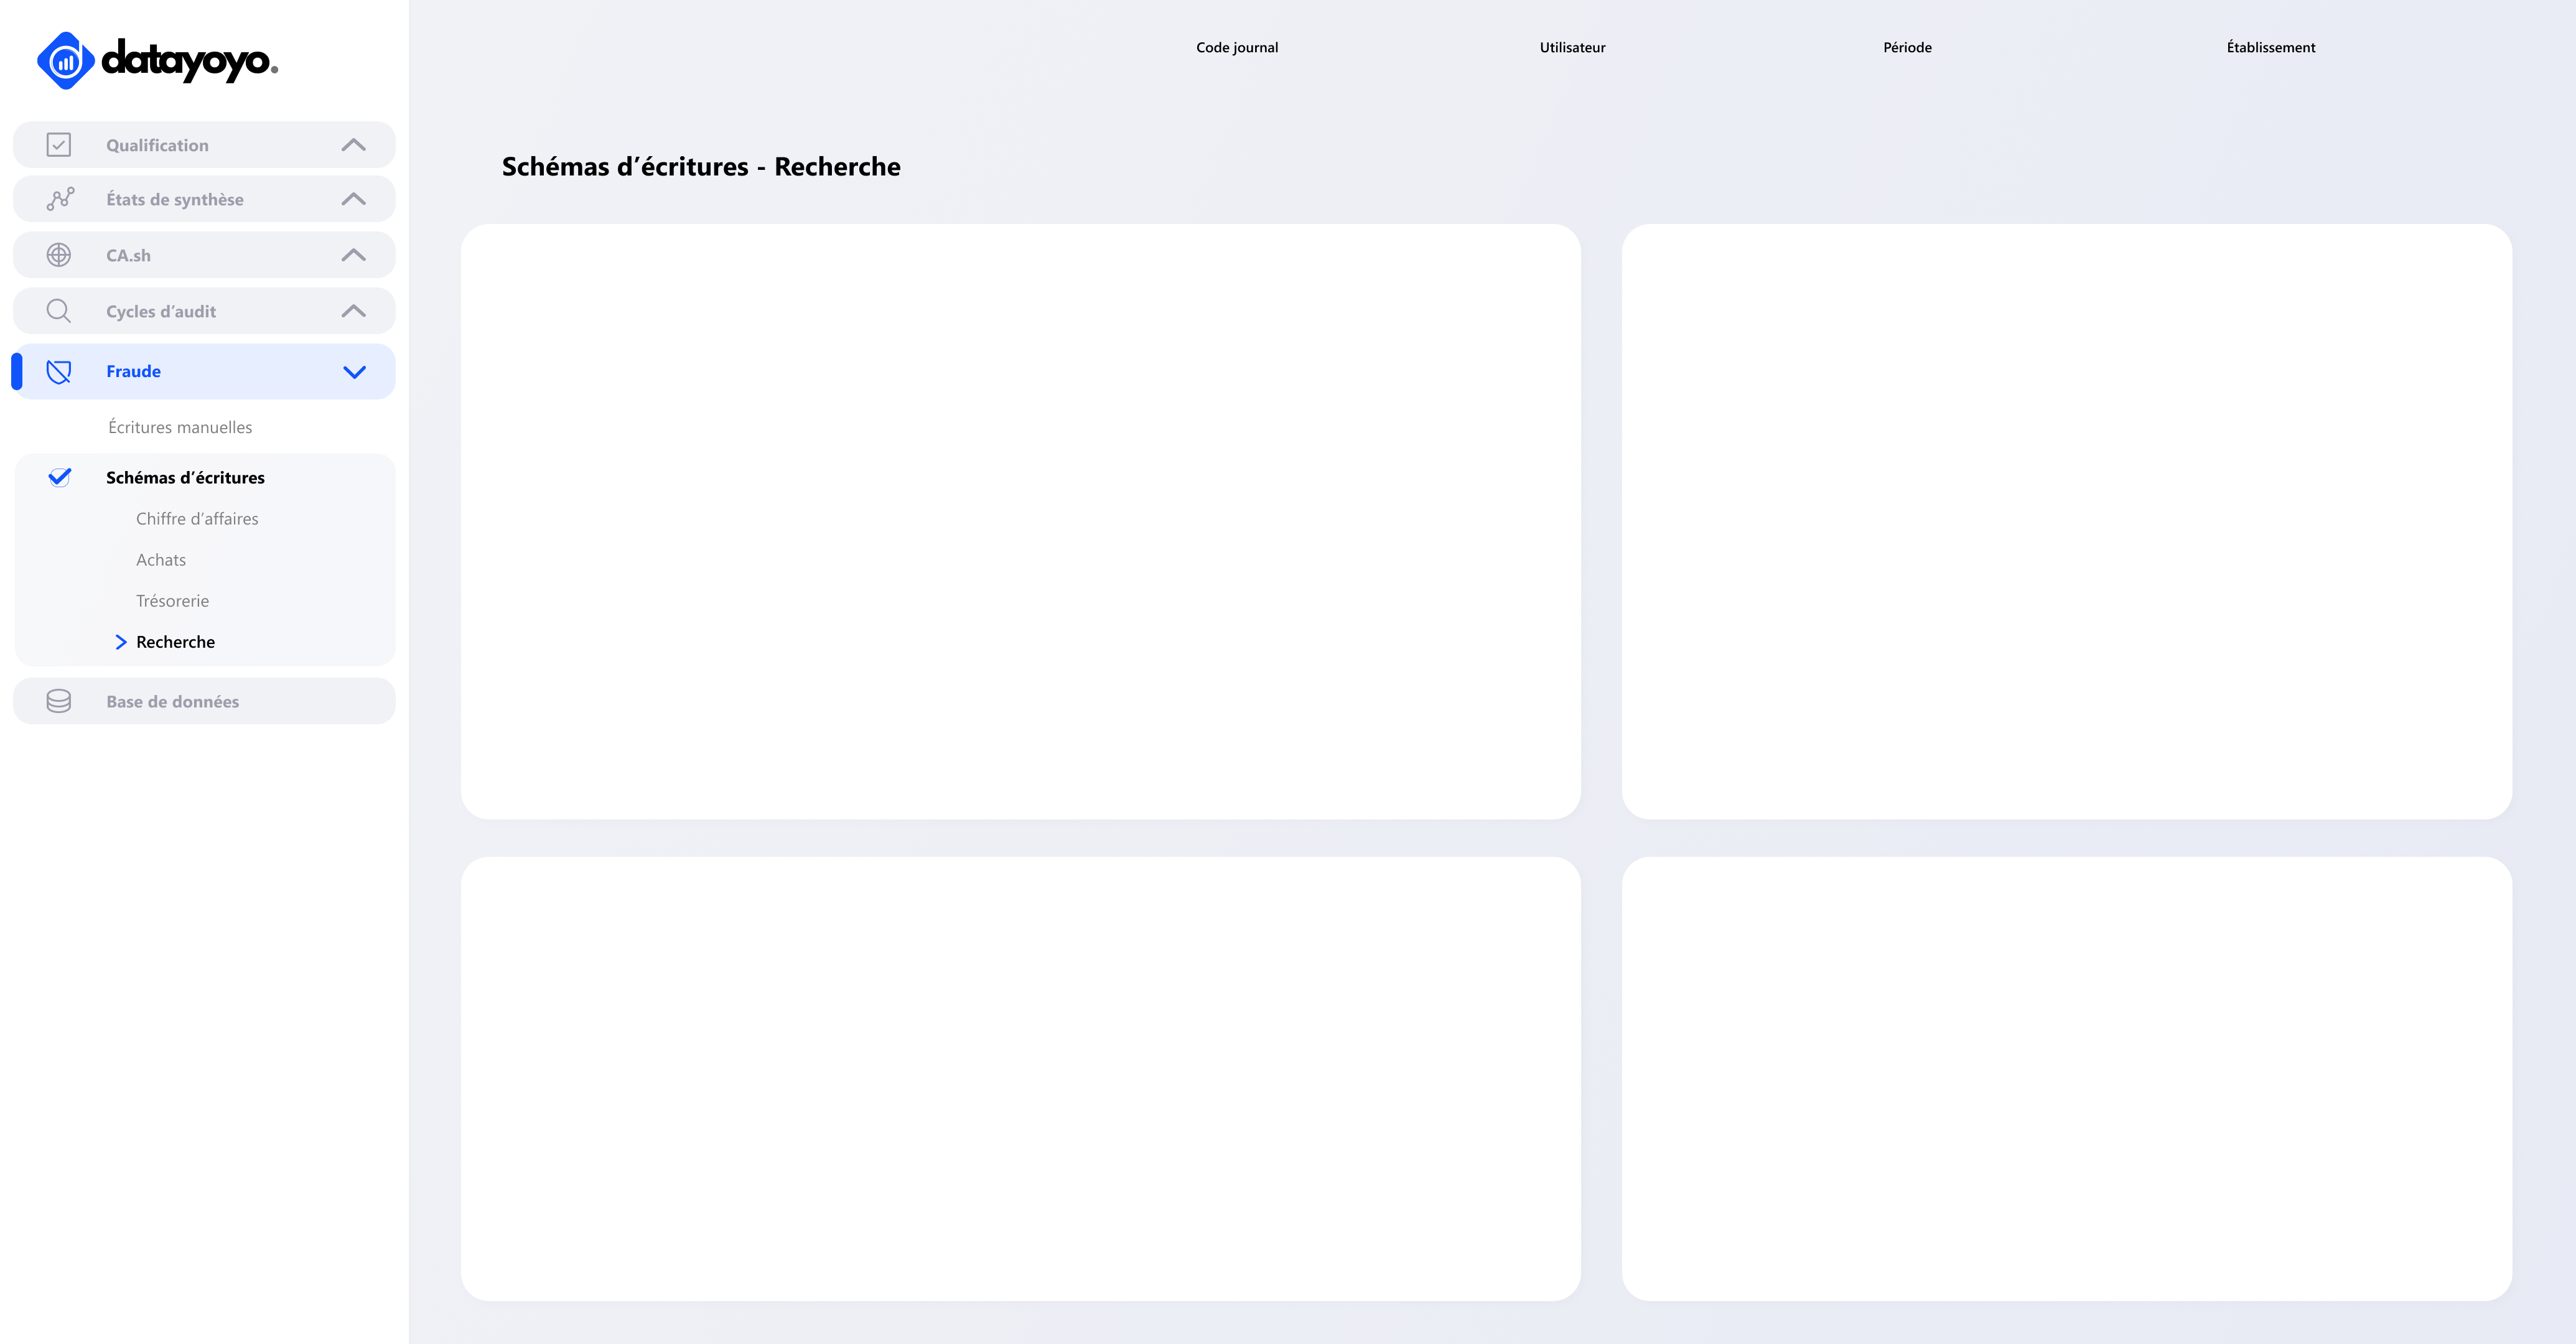 datayoyo.
Code journal
Utilisateur
Période
Établissement
Qualification
États de synthèse
CA.sh
Cycles d’audit
Fraude
Écritures manuelles
Schémas d’écritures
Chiffre d’affaires
Achats
Trésorerie
Recherche
Base de données
Schémas d’écritures - Recherche